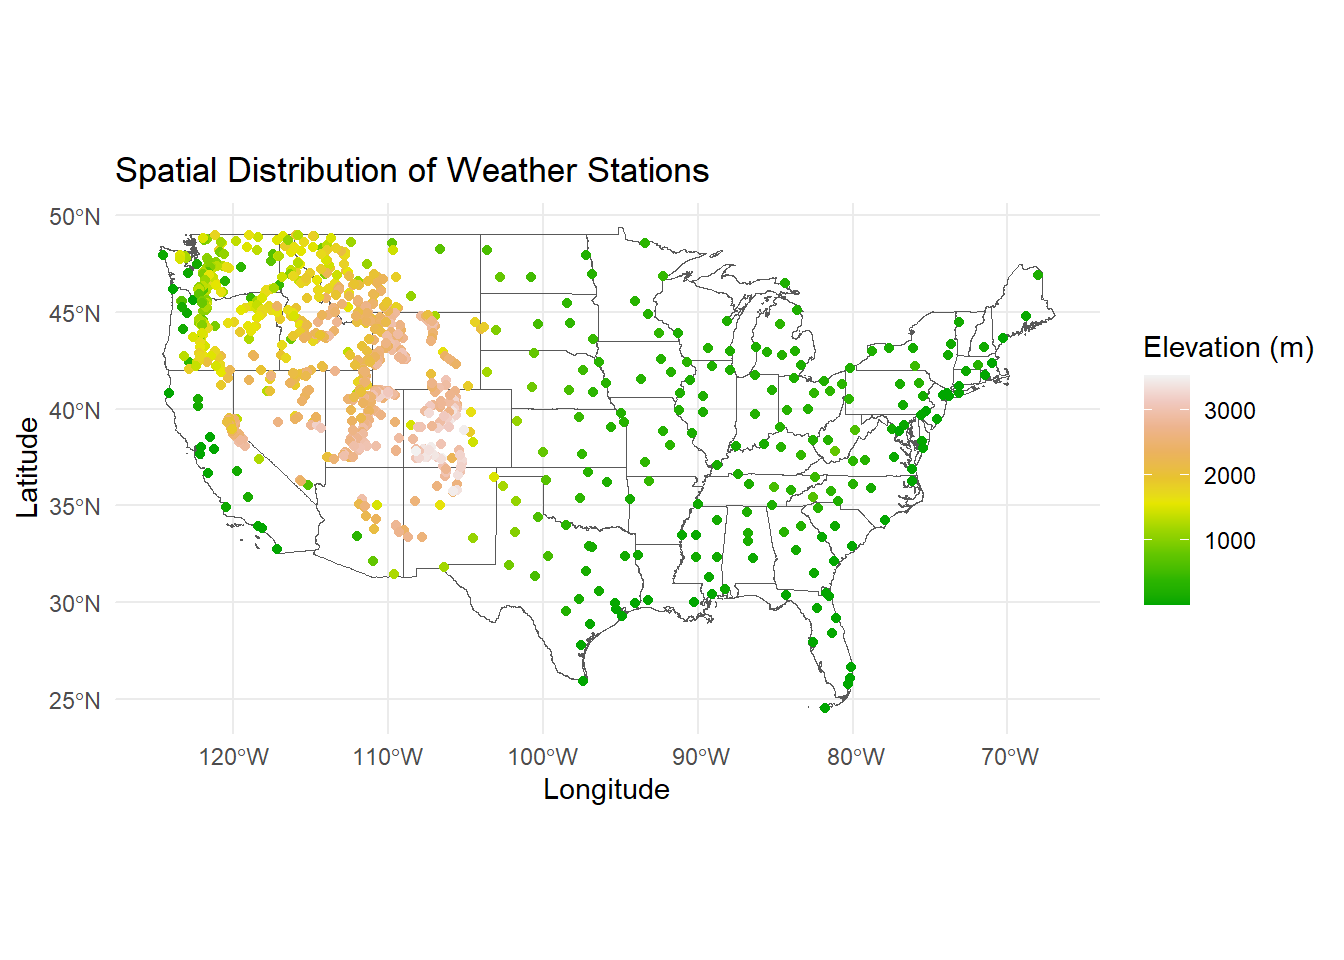 Spatial Distribution of Weather Stations
50°N
45°N
40°N
35°N
30°N
25°N
Latitude
120°W 110°W 100°W 90°W 80°W 70°W
Longitude
Elevation (m)
3000
2000
1000